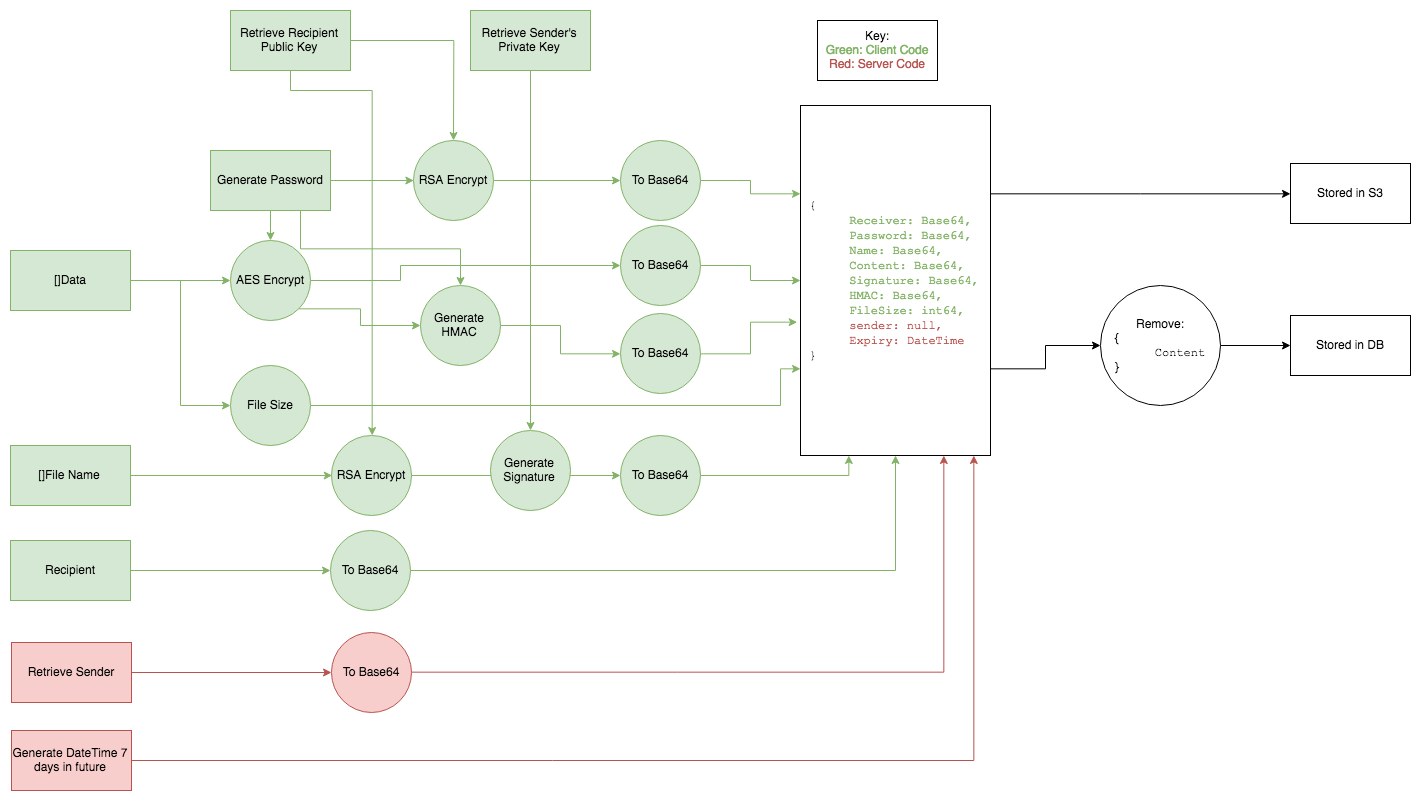 Retrieve Recipient
Public Key
Retrieve Sender's
Private Key
Key:
Green: Client Code
Red: Server Code
Generate Password
RSA Encrypt
To Base64
Stored in S3
{
Receiver: Base64,
Password: Base64,
Name: Base64,
Content: Base64,
Signature: Base64,
HMAC: Base64,
FileSize: int64,
sender: null,
Expiry: DateTime
}
[]Data
AES Encrypt
To Base64
Generate
HMAC
To Base64
Remove:
{
Content
}
Stored in DB
File Size
[]File Name
RSA Encrypt
Generate
Signature
To Base64
Recipient
To Base64
Retrieve Sender
To Base64
Generate DateTime 7
days in future